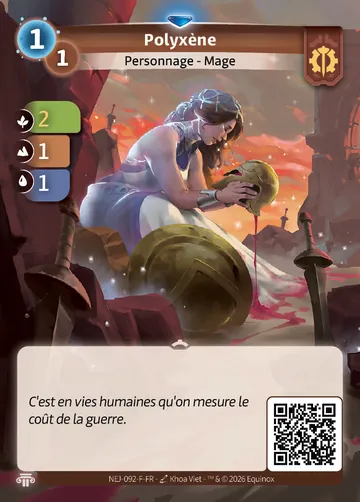 1
Polyxène
1
Personnage - Mage
2
1
1
C'est en vies humaines qu'on mesure le
coût de la guerre.
NEJ-092-F-FR - Khoa Viet - ™ & © 2026 Equinox